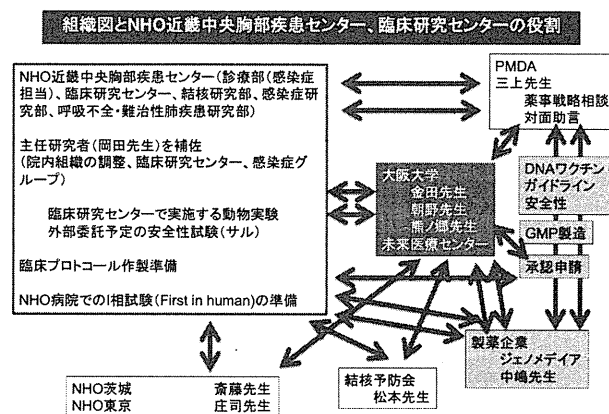 組織図とNHO近畿中央胸部疾患センター、臨床研究センターの役割
NHO近畿中央胸部疾患センター(診療部(感染症
担当)、臨床研究センター、結核研究部、感染症研
究部、呼吸不全・難治性肺疾患研究部)
主任研究者(岡田先生)を補佐
(院内組織の調整、臨床研究センター、感染症グ
ループ)
臨床研究センターで実施する動物実験
外部委託予定の安全性試験(サル)
臨床プロトコール作製準備
NHO病院でのI相試験(First in human)の準備
PMDA
三上先生
薬事戦略相談
対面助言
大阪大学
金田先生
朝野先生
熊ノ郷先生
未来医療センター
DNAワクチン
ガイドライン
安全性
GMP製造
承認申請
製薬企業
ジェノメデイア
中嶋先生
結核予防会
松本先生
NHO茨城 斎藤先生
NHO東京 庄司先生